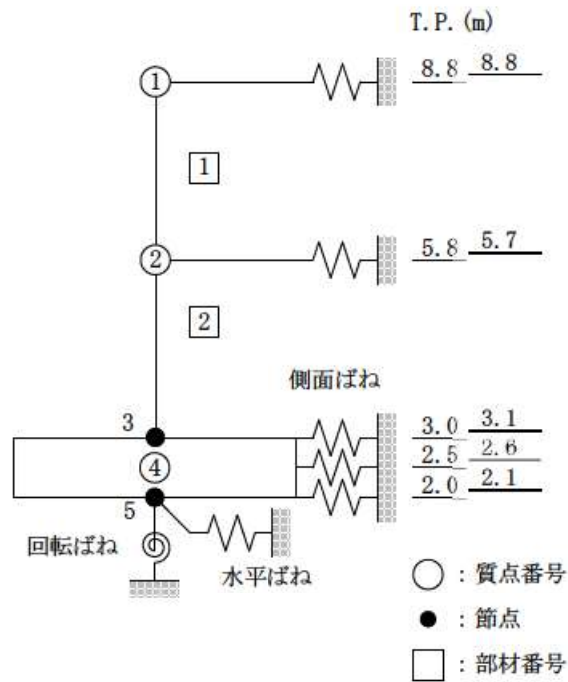 T.P.(m)
1 8.8 8.8
1
2 5.8 5.7
2
側面ばね
3 3.0 3.1
4 2.5 2.6
5 2.0 2.1
回転ばね
水平ばね
○ : 質点番号
● : 節点
□ : 部材番号